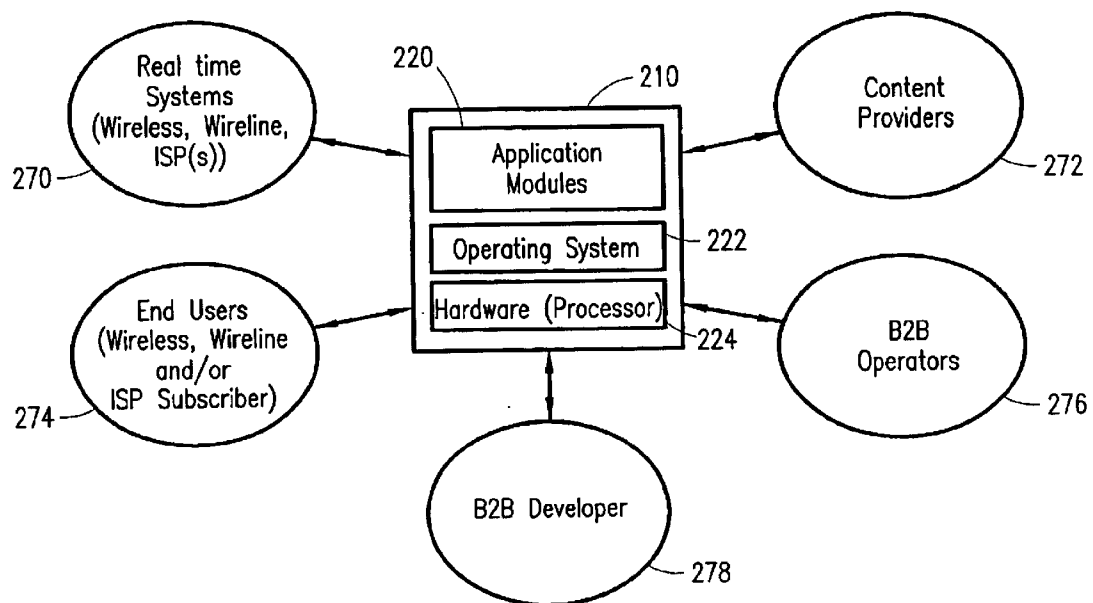 Real time
Systems
(Wireless, Wireline,
ISP(s))
270
220
210
Application
Modules
Operating System
222
Hardware (Processor)
224
Content
Providers
272
End Users
(Wireless, Wireline
and/or
ISP Subscriber)
274
B2B
Operators
276
B2B Developer
278